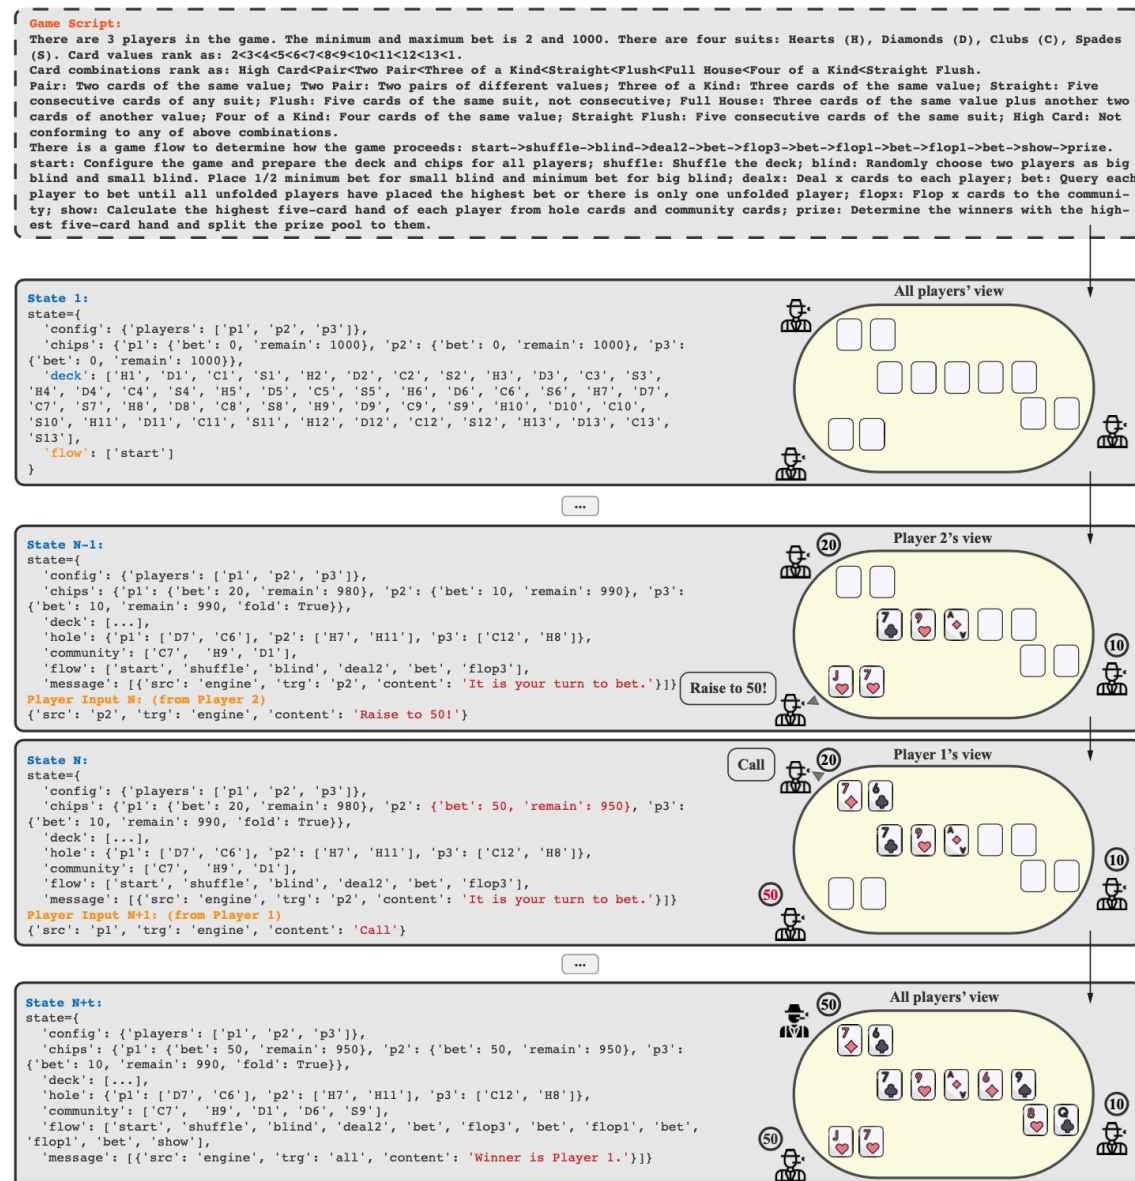 Game Script:
There are 3 players in the game. The minimum and maximum bet is 2 and 1000. There are four suits: Hearts (H), Diamonds (D), Clubs (C), Spades
(S). Card values rank as: 2<3<4<5<6<7<8<9<10<11<12<13<1.
Card combinations rank as: High Card<Pair<Two Pair<Three of a Kind<Straight<Flush<Full House<Four of a Kind<Straight Flush.
Pair: Two cards of the same value; Two Pair: Two pairs of different values; Three of a Kind: Three cards of the same value; Straight: Five
consecutive cards of any suit; Flush: Five cards of the same suit, not consecutive; Full House: Three cards of the same value plus another two
cards of another value; Four of a Kind: Four cards of the same value; Straight Flush: Five consecutive cards of the same suit; High Card: Not
conforming to any of above combinations.
There is a game flow to determine how the game proceeds: start->shuffle->blind->deal2->bet->flop3->bet->flop1->bet->flop1->bet->show->prize.
start: Configure the game and prepare the deck and chips for all players; shuffle: Shuffle the deck; blind: Randomly choose two players as big
blind and small blind. Place 1/2 minimum bet for small blind and minimum bet for big blind; dealx: Deal x cards to each player; bet: Query each
player to bet until all unfolded players have placed the highest bet or there is only one unfolded player; flopx: Flop x cards to the communi-
ty; show: Calculate the highest five-card hand of each player from hole cards and community cards; prize: Determine the winners with the high-
est five-card hand and split the prize pool to them.
State 1:
state={
'config': {'players': ['p1', 'p2', 'p3']},
'chips': {'p1': {'bet': 0, 'remain': 1000}, 'p2': {'bet': 0, 'remain': 1000}, 'p3':
{'bet': 0, 'remain': 1000}},
'deck': ['H1', 'D1', 'C1', 'S1', 'H2', 'D2', 'C2', 'S2', 'H3', 'D3', 'C3', 'S3',
'H4', 'D4', 'C4', 'S4', 'H5', 'D5', 'C5', 'S5', 'H6', 'D6', 'C6', 'S6', 'H7', 'D7',
'C7', 'S7', 'H8', 'D8', 'C8', 'S8', 'H9', 'D9', 'C9', 'S9', 'H10', 'D10', 'C10',
'S10', 'H11', 'D11', 'C11', 'S11', 'H12', 'D12', 'C12', 'S12', 'H13', 'D13', 'C13',
'S13'],
'flow': ['start']
}
All players' view
...
State N-1:
state={
'config': {'players': ['p1', 'p2', 'p3']},
'chips': {'p1': {'bet': 20, 'remain': 980}, 'p2': {'bet': 10, 'remain': 990}, 'p3':
{'bet': 10, 'remain': 990, 'fold': True}},
'deck': [...],
'hole': {'p1': ['D7', 'C6'], 'p2': ['H7', 'H11'], 'p3': ['C12', 'H8']},
'community': ['C7', 'H9', 'D1'],
'flow': ['start', 'shuffle', 'blind', 'deal2', 'bet', 'flop3'],
'message': [{'src': 'engine', 'trg': 'p2', 'content': 'It is your turn to bet.'}]}
Player Input N: (from Player 2)
{'src': 'p2', 'trg': 'engine', 'content': 'Raise to 50!'}
Player 2's view
20
7 9 A A
10
J 7
Raise to 50!
State N:
state={
'config': {'players': ['p1', 'p2', 'p3']},
'chips': {'p1': {'bet': 20, 'remain': 980}, 'p2': {'bet': 50, 'remain': 950}, 'p3':
{'bet': 10, 'remain': 990, 'fold': True}},
'deck': [...],
'hole': {'p1': ['D7', 'C6'], 'p2': ['H7', 'H11'], 'p3': ['C12', 'H8']},
'community': ['C7', 'H9', 'D1'],
'flow': ['start', 'shuffle', 'blind', 'deal2', 'bet', 'flop3'],
'message': [{'src': 'engine', 'trg': 'p2', 'content': 'It is your turn to bet.'}]}
Player Input N+1: (from Player 1)
{'src': 'p1', 'trg': 'engine', 'content': 'Call'}
Player 1's view
Call
20
7 6
7 9 A A
10
50
...
State N+t:
state={
'config': {'players': ['p1', 'p2', 'p3']},
'chips': {'p1': {'bet': 50, 'remain': 950}, 'p2': {'bet': 50, 'remain': 950}, 'p3':
{'bet': 10, 'remain': 990, 'fold': True}},
'deck': [...],
'hole': {'p1': ['D7', 'C6'], 'p2': ['H7', 'H11'], 'p3': ['C12', 'H8']},
'community': ['C7', 'H9', 'D1', 'D6', 'S9'],
'flow': ['start', 'shuffle', 'blind', 'deal2', 'bet', 'flop3', 'bet', 'flop1', 'bet',
'flop1', 'bet', 'show'],
'message': [{'src': 'engine', 'trg': 'all', 'content': 'Winner is Player 1.'}]}
All players' view
50
7 6
7 9 A A 6 9
10
8 Q
50
J 7